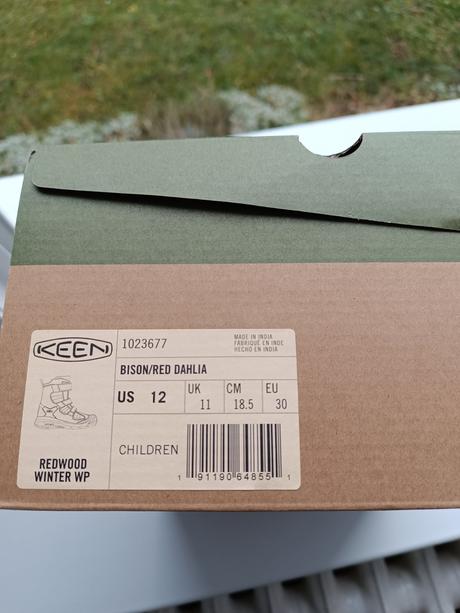 KEEN
1023677
MADE IN INDIA
FABRIQUÉ EN INDE
HECHO EN INDIA
BISON/RED DAHLIA
US 12
UK 11
CM 18.5
EU 30
CHILDREN
1 91190 64855 1
REDWOOD
WINTER WP